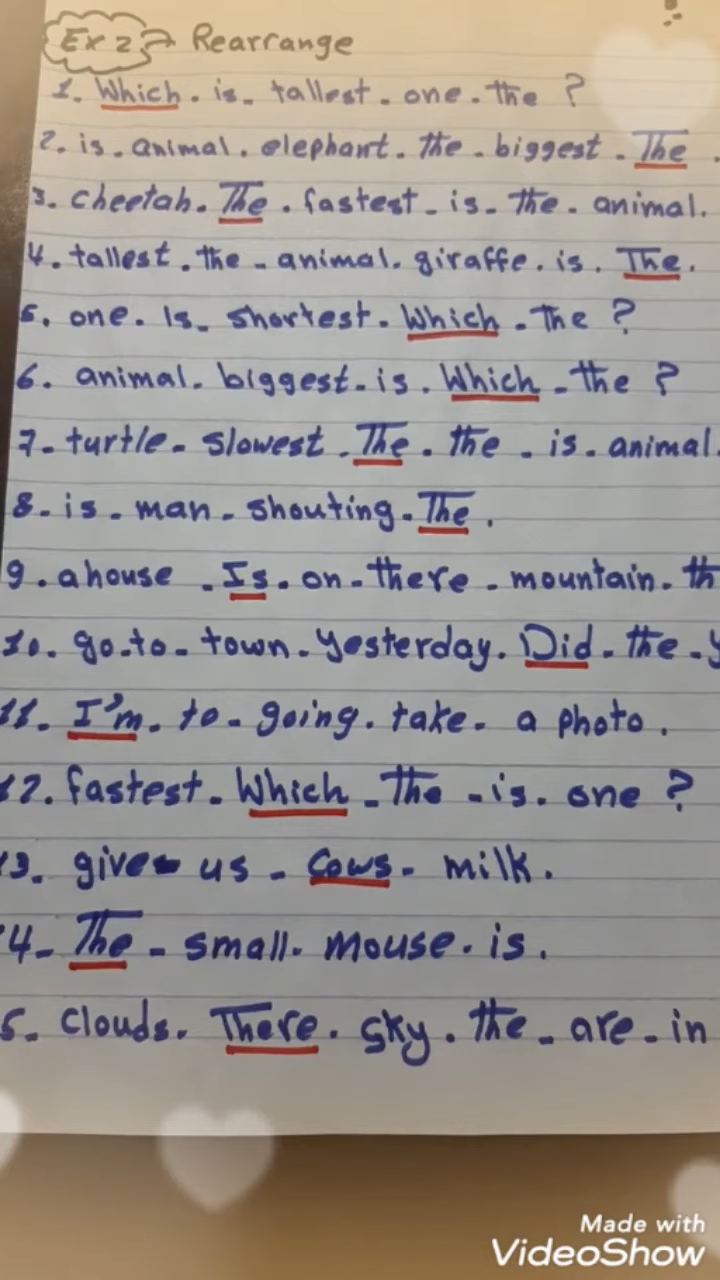 Ex 2 → Rearrange
1. Which. is. tallest. one. the ?
2. is. animal. elephant. the. biggest. The.
3. cheetah. The. fastest. is. the. animal.
4. tallest. the. animal. giraffe. is. The.
5. one. Is. shortest. Which. the ?
6. animal. biggest. is. Which. the ?
7. turtle. slowest. The. the. is. animal.
8. is. man. shouting. The.
9. a house. Is. on. there. mountain. th
10. go. to. town. yesterday. Did. the. y
11. I'm. to. going. take. a photo.
12. fastest. Which. the. is. one ?
3. give. us. Cows. milk.
4. The. small. mouse. is.
5. clouds. There. sky. the. are. in
Made with
VideoShow